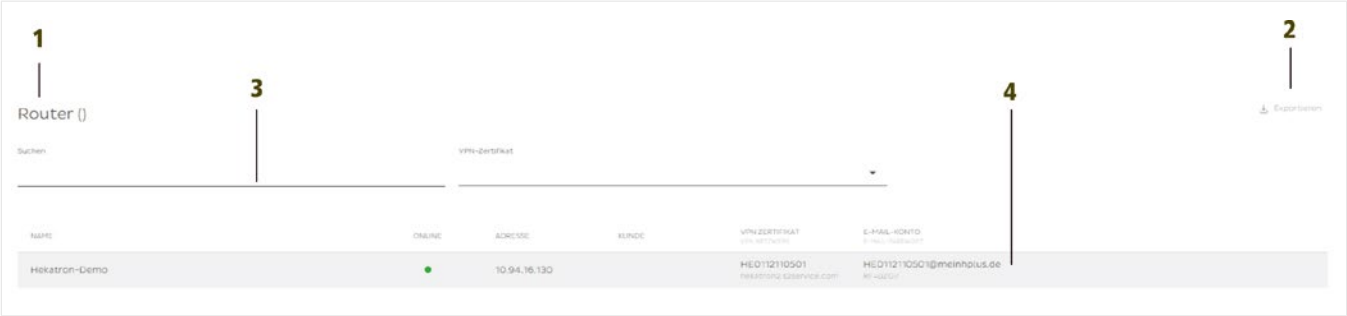 1
2
3
4
Router ()
Exportieren
Suchen
VPN-Zertifikat
NAME ONLINE ADRESSE KUNDE VPN ZERTIFIKAT E-MAIL-KONTO
Hekatron-Demo 10.94.16.130 HE0112110501 HE0112110501@meinhplus.de